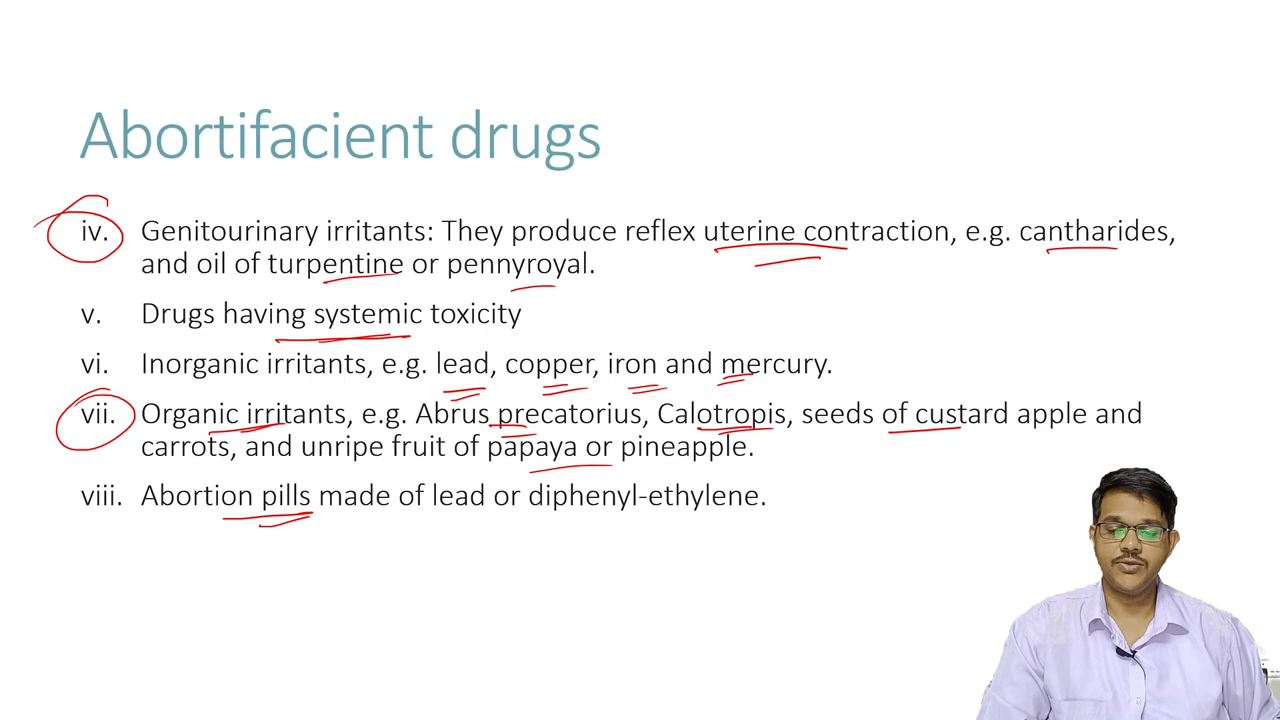 Abortifacient drugs
iv. Genitourinary irritants: They produce reflex uterine contraction, e.g. cantharides,
and oil of turpentine or pennyroyal.
v. Drugs having systemic toxicity
vi. Inorganic irritants, e.g. lead, copper, iron and mercury.
vii. Organic irritants, e.g. Abrus precatorius, Calotropis, seeds of custard apple and
carrots, and unripe fruit of papaya or pineapple.
viii. Abortion pills made of lead or diphenyl-ethylene.